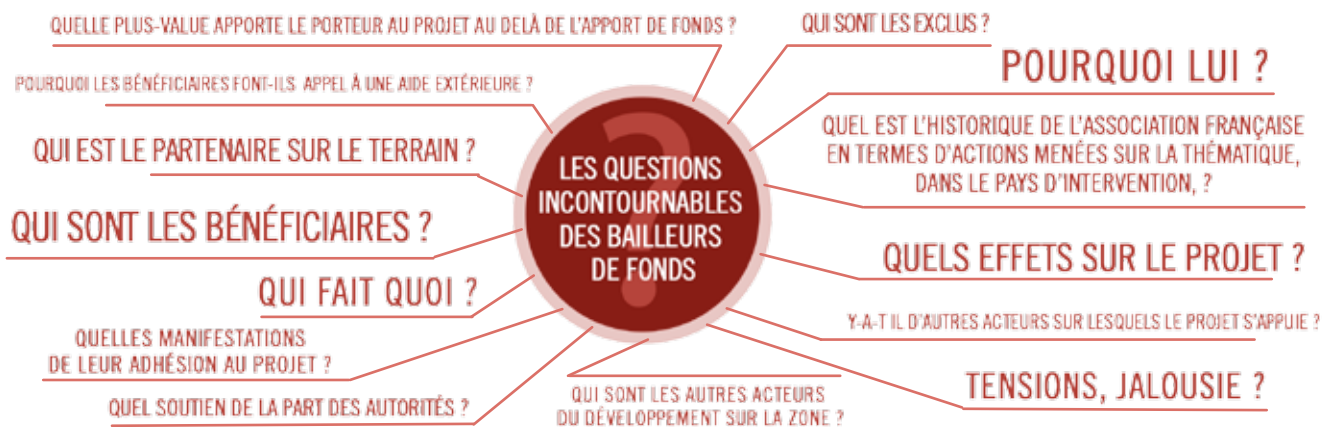 QUELLE PLUS-VALUE APPORTE LE PORTEUR AU PROJET AU DELÀ DE L'APPORT DE FONDS ?
QUI SONT LES EXCLUS ?
POURQUOI LUI ?
POURQUOI LES BÉNÉFICIAIRES FONT-ILS APPEL À UNE AIDE EXTÉRIEURE ?
QUEL EST L'HISTORIQUE DE L'ASSOCIATION FRANÇAISE
EN TERMES D'ACTIONS MENÉES SUR LA THÉMATIQUE,
DANS LE PAYS D'INTERVENTION, ?
QUI EST LE PARTENAIRE SUR LE TERRAIN ?
?
LES QUESTIONS
INCONTOURNABLES
DES BAILLEURS
DE FONDS
QUI SONT LES BÉNÉFICIAIRES ?
QUELS EFFETS SUR LE PROJET ?
QUI FAIT QUOI ?
Y-A-T IL D'AUTRES ACTEURS SUR LESQUELS LE PROJET S'APPUIE ?
QUELLES MANIFESTATIONS
DE LEUR ADHÉSION AU PROJET ?
TENSIONS, JALOUSIE ?
QUEL SOUTIEN DE LA PART DES AUTORITÉS ?
QUI SONT LES AUTRES ACTEURS
DU DÉVELOPPEMENT SUR LA ZONE ?